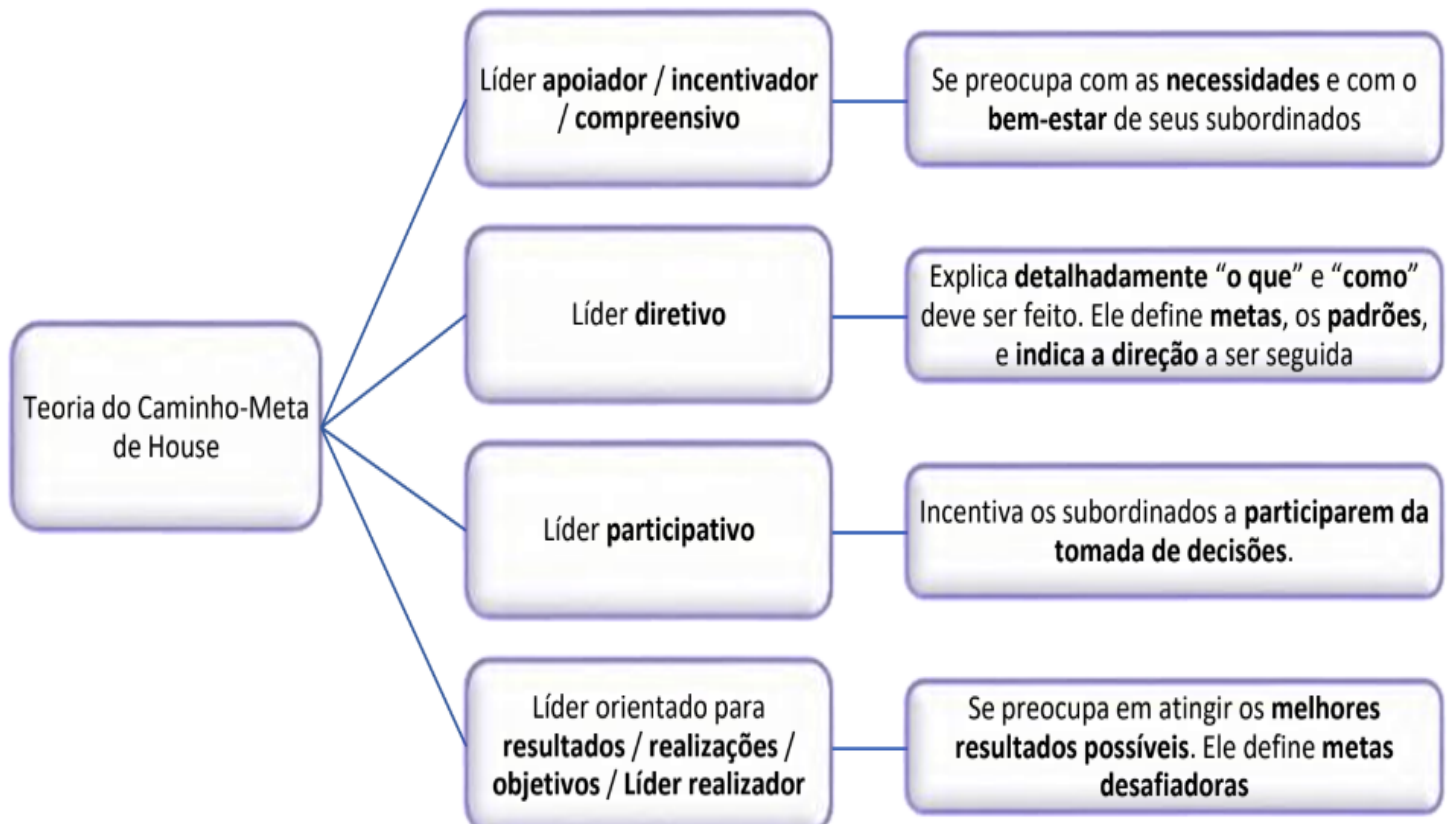 Teoria do Caminho-Meta
de House
Líder apoiador / incentivador
/ compreensivo
Se preocupa com as necessidades e com o
bem-estar de seus subordinados
Líder diretivo
Explica detalhadamente “o que” e “como”
deve ser feito. Ele define metas, os padrões,
e indica a direção a ser seguida
Líder participativo
Incentiva os subordinados a participarem da
tomada de decisões.
Líder orientado para
resultados / realizações /
objetivos / Líder realizador
Se preocupa em atingir os melhores
resultados possíveis. Ele define metas
desafiadoras